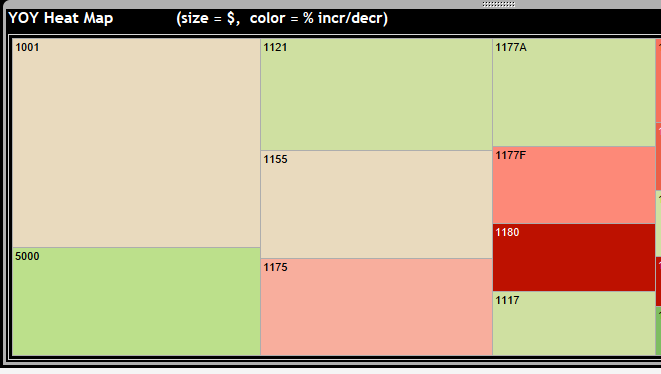 YOY Heat Map (size = $, color = % incr/decr)
1001
1121
1177A
1155
1177F
1180
5000
1175
1117